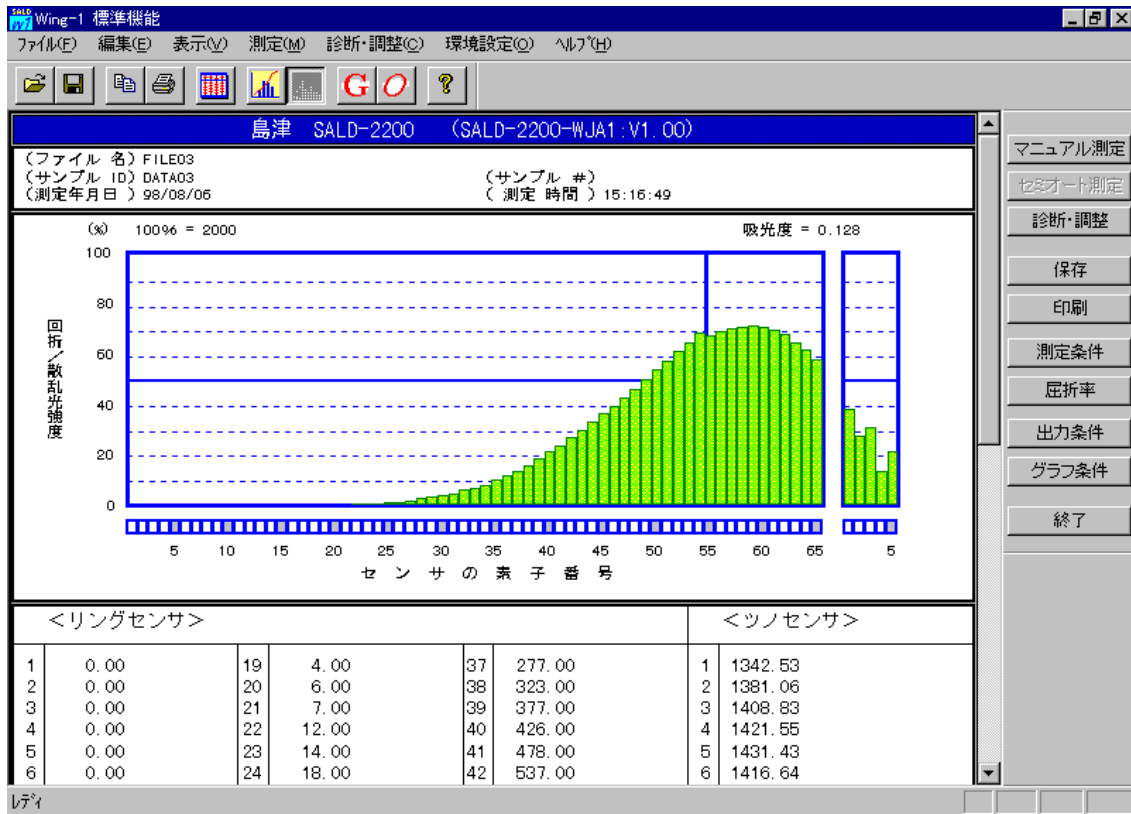 Wing-1 標準機能
ファイル(F) 編集(E) 表示(V) 測定(M) 診断・調整(C) 環境設定(O) ヘルプ(H)
島津 SALD-2200 (SALD-2200-WJA1:V1.00)
(ファイル 名) FILE03
(サンプル ID) DATA03 (サンプル #)
(測定年月日 ) 98/08/06 ( 測定 時間 ) 15:16:49
(%) 100% = 2000 吸光度 = 0.128
100
80
60
40
20
0
回折/散乱光強度
5 10 15 20 25 30 35 40 45 50 55 60 65 5
センサの素子番号
<リングセンサ> <ツノセンサ>
1 0.00 19 4.00 37 277.00 1 1342.53
2 0.00 20 6.00 38 323.00 2 1381.06
3 0.00 21 7.00 39 377.00 3 1408.83
4 0.00 22 12.00 40 426.00 4 1421.55
5 0.00 23 14.00 41 478.00 5 1431.43
6 0.00 24 18.00 42 537.00 6 1416.64
マニュアル測定
セミオート測定
診断・調整
保存
印刷
測定条件
屈折率
出力条件
グラフ条件
終了
レディ